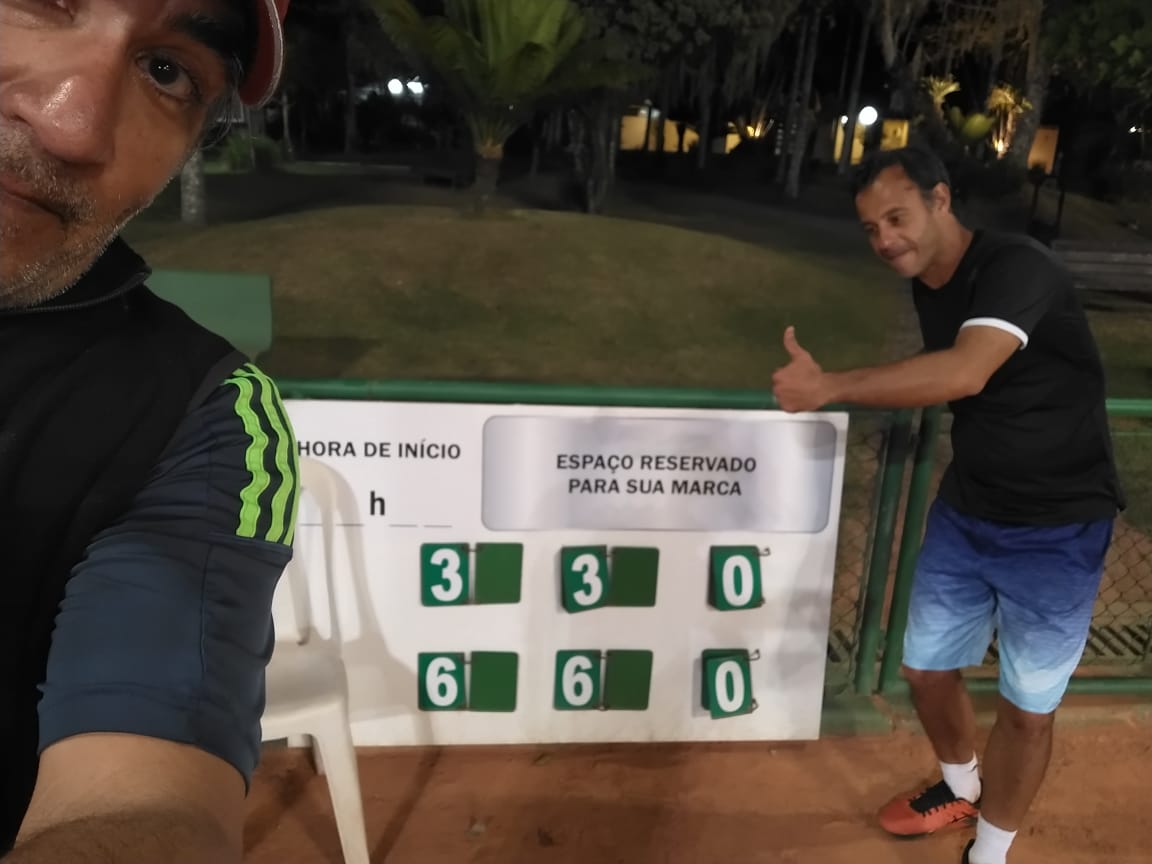 HORA DE INÍCIO
h
ESPAÇO RESERVADO
PARA SUA MARCA
3 3 0
6 6 0